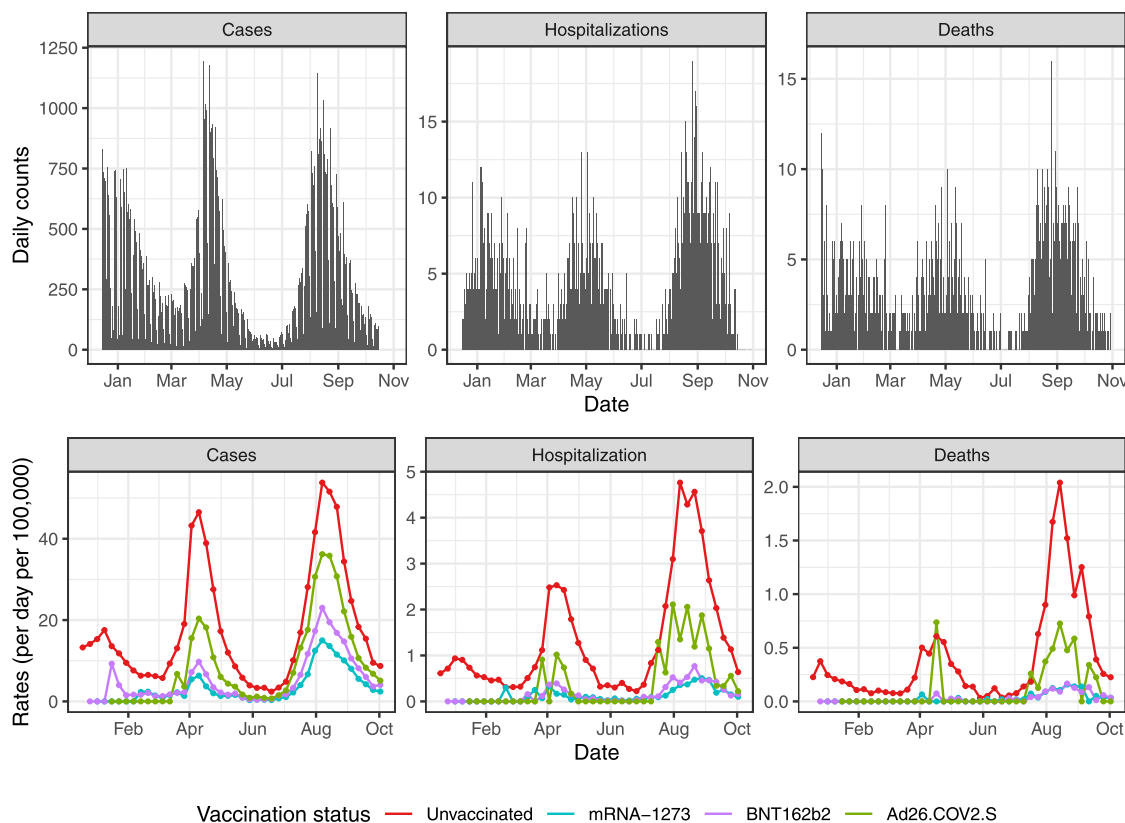 Cases Hospitalizations Deaths
Daily counts
1250
1000
750
500
250
0
15
10
5
0
15
10
5
0
Jan Mar May Jul Sep Nov
Jan Mar May Jul Sep Nov
Jan Mar May Jul Sep Nov
Date
Cases Hospitalization Deaths
Rates (per day per 100,000)
40
20
0
5
4
3
2
1
0
2.0
1.5
1.0
0.5
0.0
Feb Apr Jun Aug Oct
Feb Apr Jun Aug Oct
Feb Apr Jun Aug Oct
Date
Vaccination status Unvaccinated mRNA−1273 BNT162b2 Ad26.COV2.S